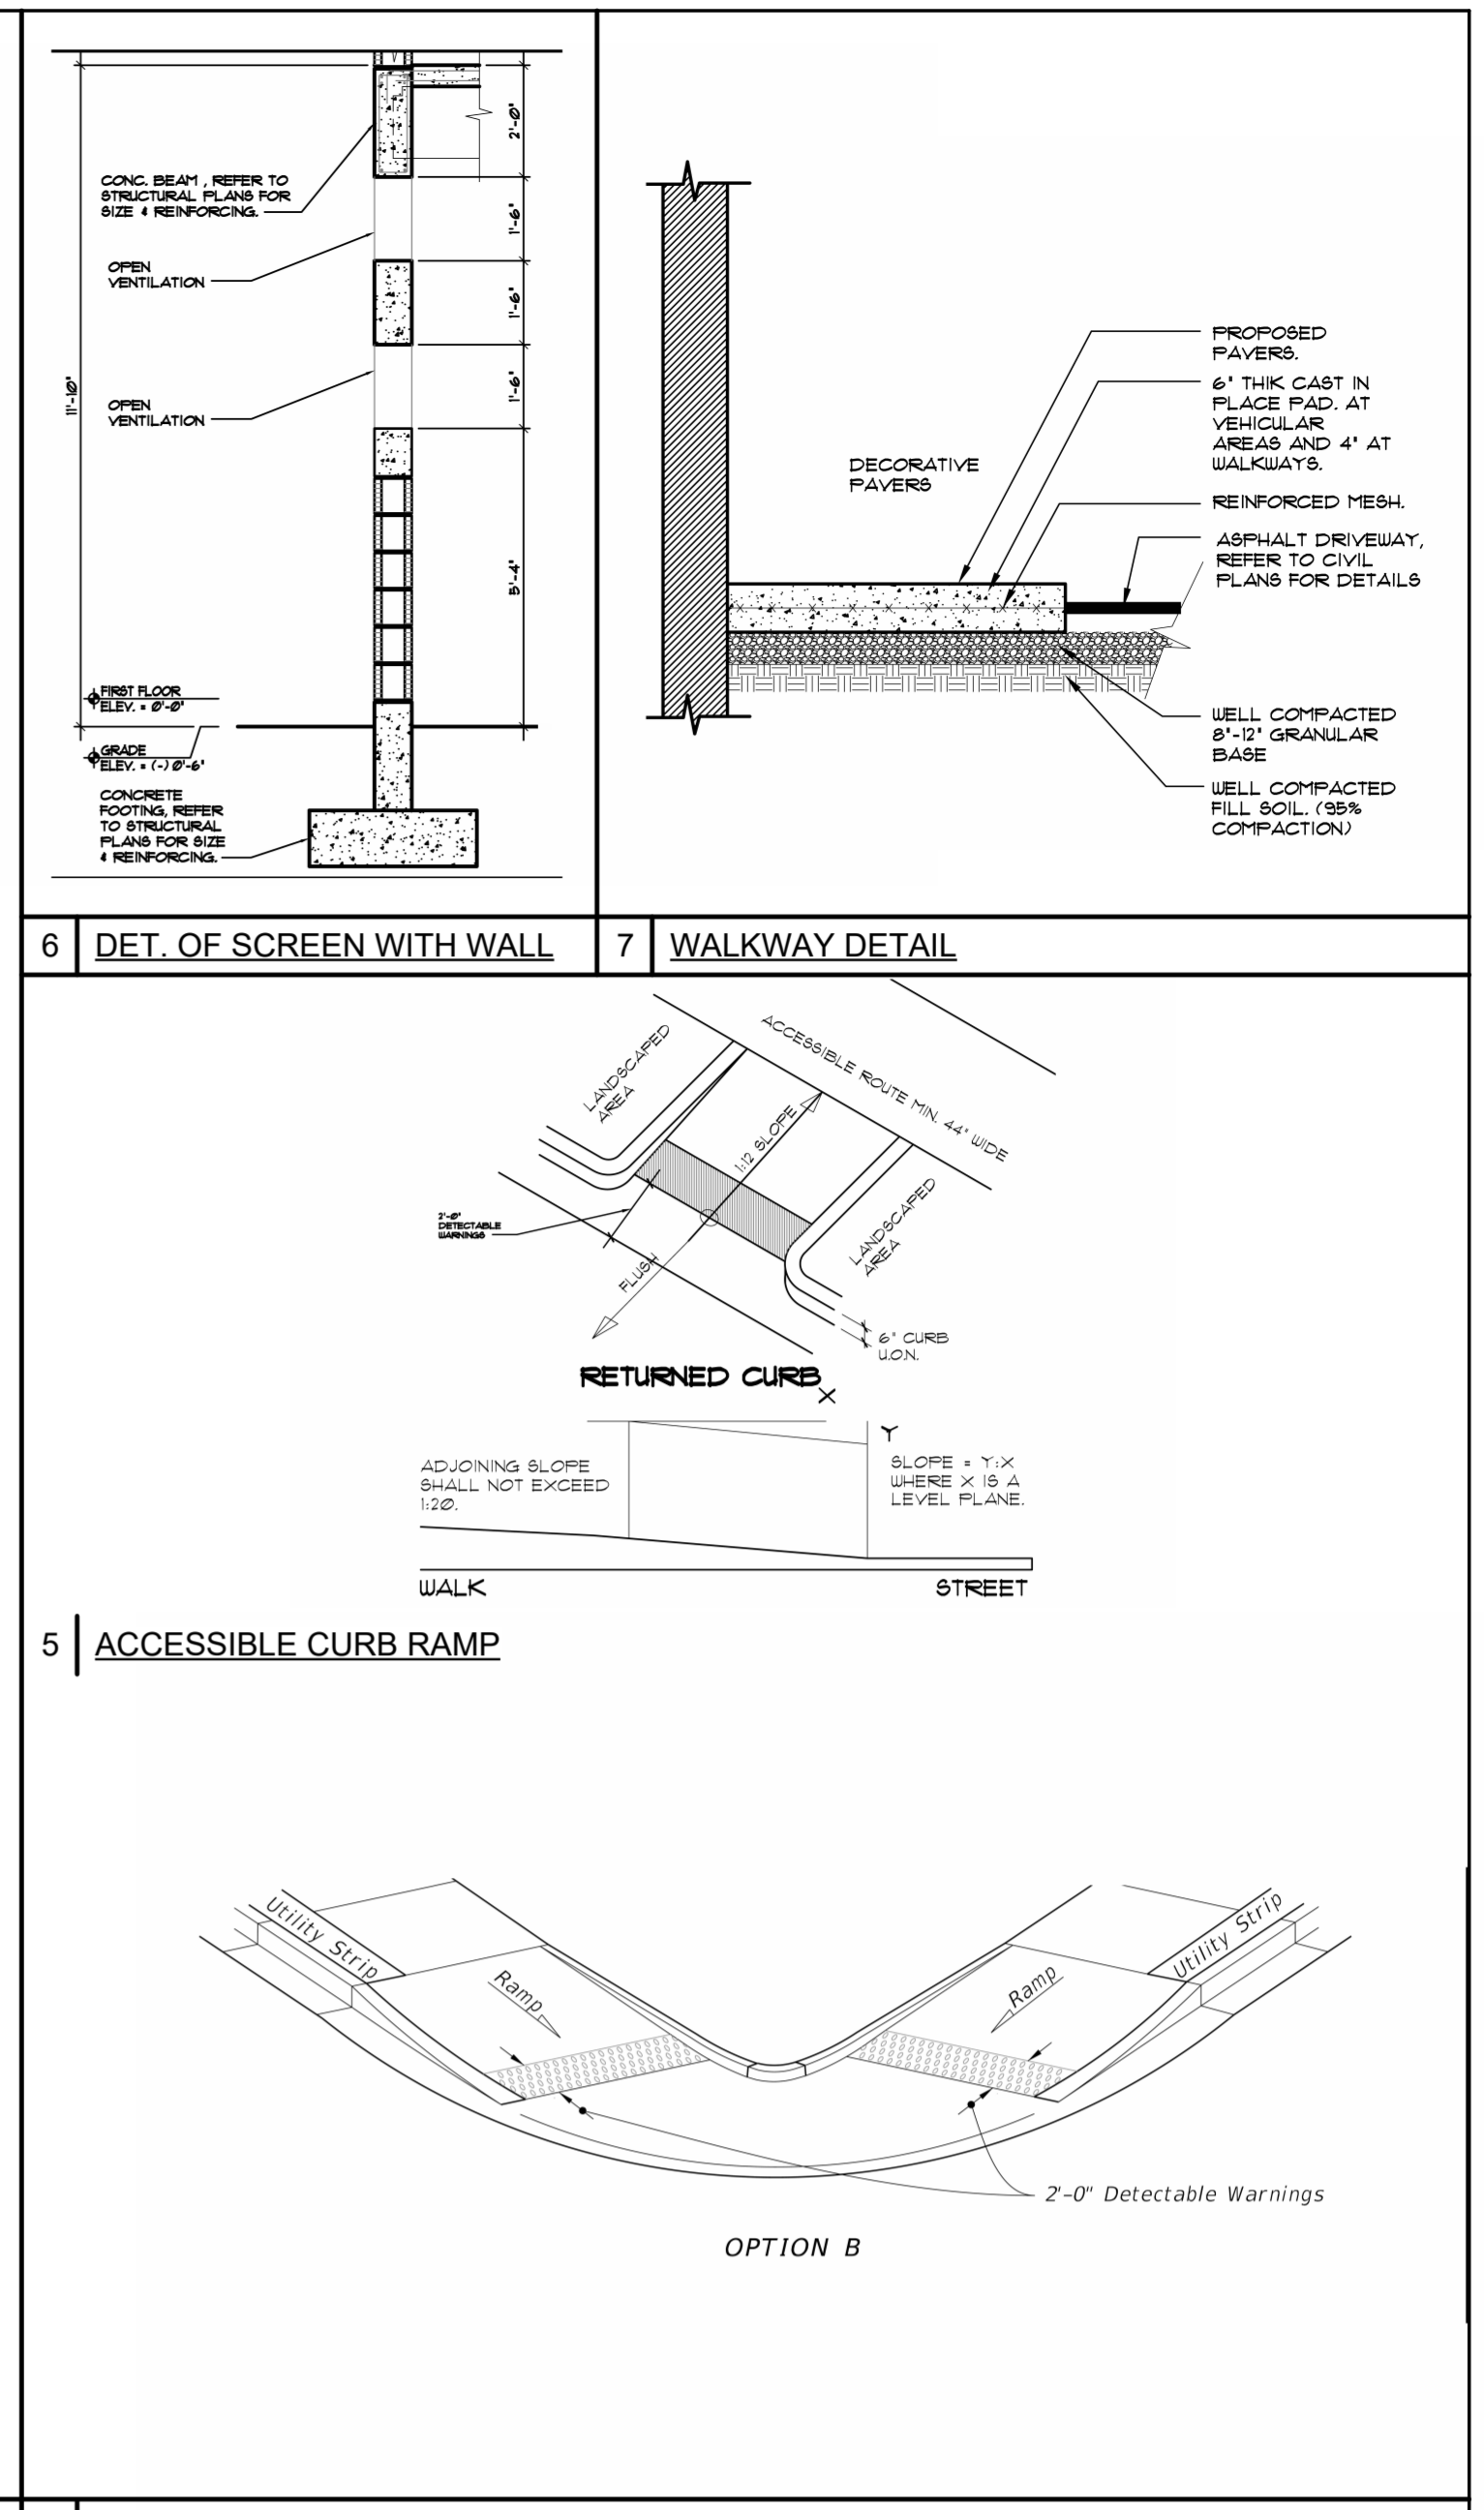 2'-0"
CONC. BEAM , REFER TO
STRUCTURAL PLANS FOR
SIZE & REINFORCING.
1'-6"
OPEN
VENTILATION
1'-6"
11'-10"
1'-6"
OPEN
VENTILATION
5'-4"
FIRST FLOOR
ELEV. = 0'-0"
GRADE
ELEV. = (-) 0'-6"
CONCRETE
FOOTING, REFER
TO STRUCTURAL
PLANS FOR SIZE
& REINFORCING.
6
DET. OF SCREEN WITH WALL
PROPOSED
PAVERS.
6" THIK CAST IN
PLACE PAD. AT
VEHICULAR
AREAS AND 4" AT
WALKWAYS.
DECORATIVE
PAVERS
REINFORCED MESH.
ASPHALT DRIVEWAY,
REFER TO CIVIL
PLANS FOR DETAILS
WELL COMPACTED
8"-12" GRANULAR
BASE
WELL COMPACTED
FILL SOIL. (95%
COMPACTION)
7
WALKWAY DETAIL
ACCESSIBLE ROUTE MIN. 44" WIDE
LANDSCAPED
AREA
1:12 SLOPE
2'-0"
DETECTABLE
WARNINGS
LANDSCAPED
AREA
FLUSH
6" CURB
U.O.N.
RETURNED CURB
X
Y
ADJOINING SLOPE
SHALL NOT EXCEED
1:20.
SLOPE = Y:X
WHERE X IS A
LEVEL PLANE.
WALK
STREET
5
ACCESSIBLE CURB RAMP
Utility Strip
Utility Strip
Ramp
Ramp
2'-0" Detectable Warnings
OPTION B